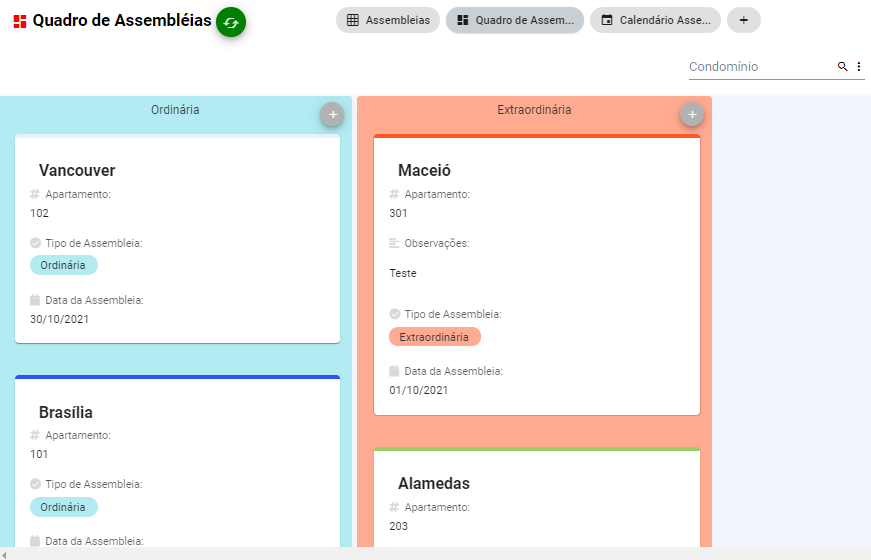 Quadro de Assembléias
Assembleias
Quadro de Assem...
Calendário Asse...
+
Condomínio
Ordinária
+
Vancouver
# Apartamento:
102
Tipo de Assembleia:
Ordinária
Data da Assembleia:
30/10/2021
Brasília
# Apartamento:
101
Tipo de Assembleia:
Ordinária
Data da Assembleia:
Extraordinária
+
Maceió
# Apartamento:
301
Observações:
Teste
Tipo de Assembleia:
Extraordinária
Data da Assembleia:
01/10/2021
Alamedas
# Apartamento:
203